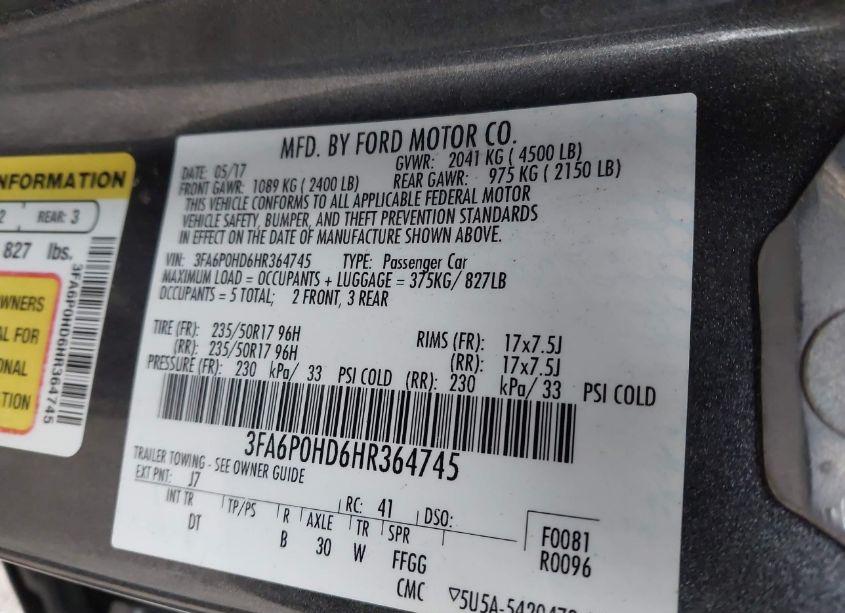 MFD. BY FORD MOTOR CO.
DATE: 05/17 GVWR: 2041 KG ( 4500 LB)
FRONT GAWR: 1089 KG ( 2400 LB) REAR GAWR: 975 KG ( 2150 LB)
THIS VEHICLE CONFORMS TO ALL APPLICABLE FEDERAL MOTOR
VEHICLE SAFETY, BUMPER, AND THEFT PREVENTION STANDARDS
IN EFFECT ON THE DATE OF MANUFACTURE SHOWN ABOVE.
VIN: 3FA6P0HD6HR364745 TYPE: Passenger Car
MAXIMUM LOAD = OCCUPANTS + LUGGAGE = 375KG/ 827LB
OCCUPANTS = 5 TOTAL; 2 FRONT, 3 REAR
TIRE (FR): 235/50R17 96H RIMS (FR): 17x7.5J
(RR): 235/50R17 96H (RR): 17x7.5J
PRESSURE (FR): 230 kPa/ 33 PSI COLD (RR): 230 kPa/ 33 PSI COLD
3FA6P0HD6HR364745
TRAILER TOWING - SEE OWNER GUIDE
EXT PNT: J7 RC: 41 DSO:
INT TR TP/PS R AXLE TR SPR F0081
DT B 30 W FFGG R0096
CMC
NFORMATION
2 REAR: 3
827 lbs.
3FA6P0HD6HR364745
OWNERS
AL FOR
ONAL
TION